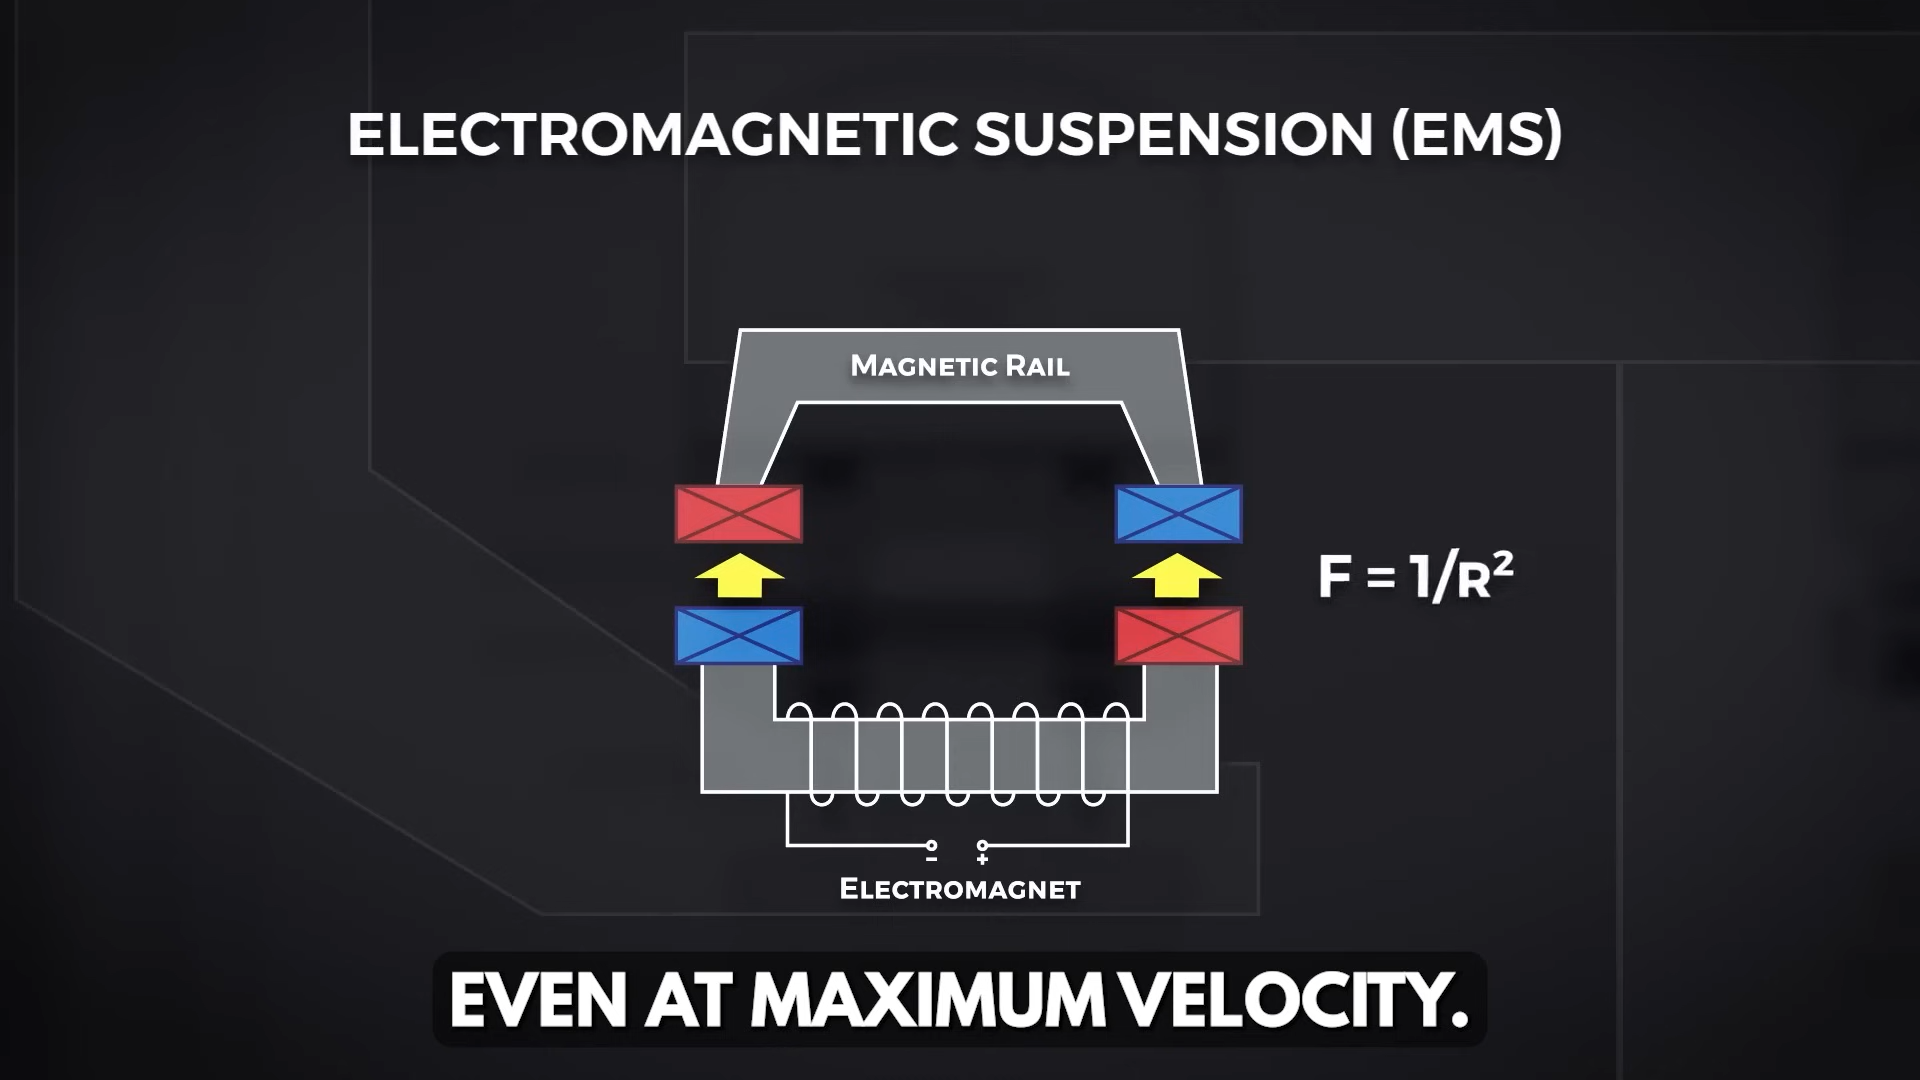 ELECTROMAGNETIC SUSPENSION (EMS)
MAGNETIC RAIL
F = 1/R²
- +
ELECTROMAGNET
EVEN AT MAXIMUM VELOCITY.